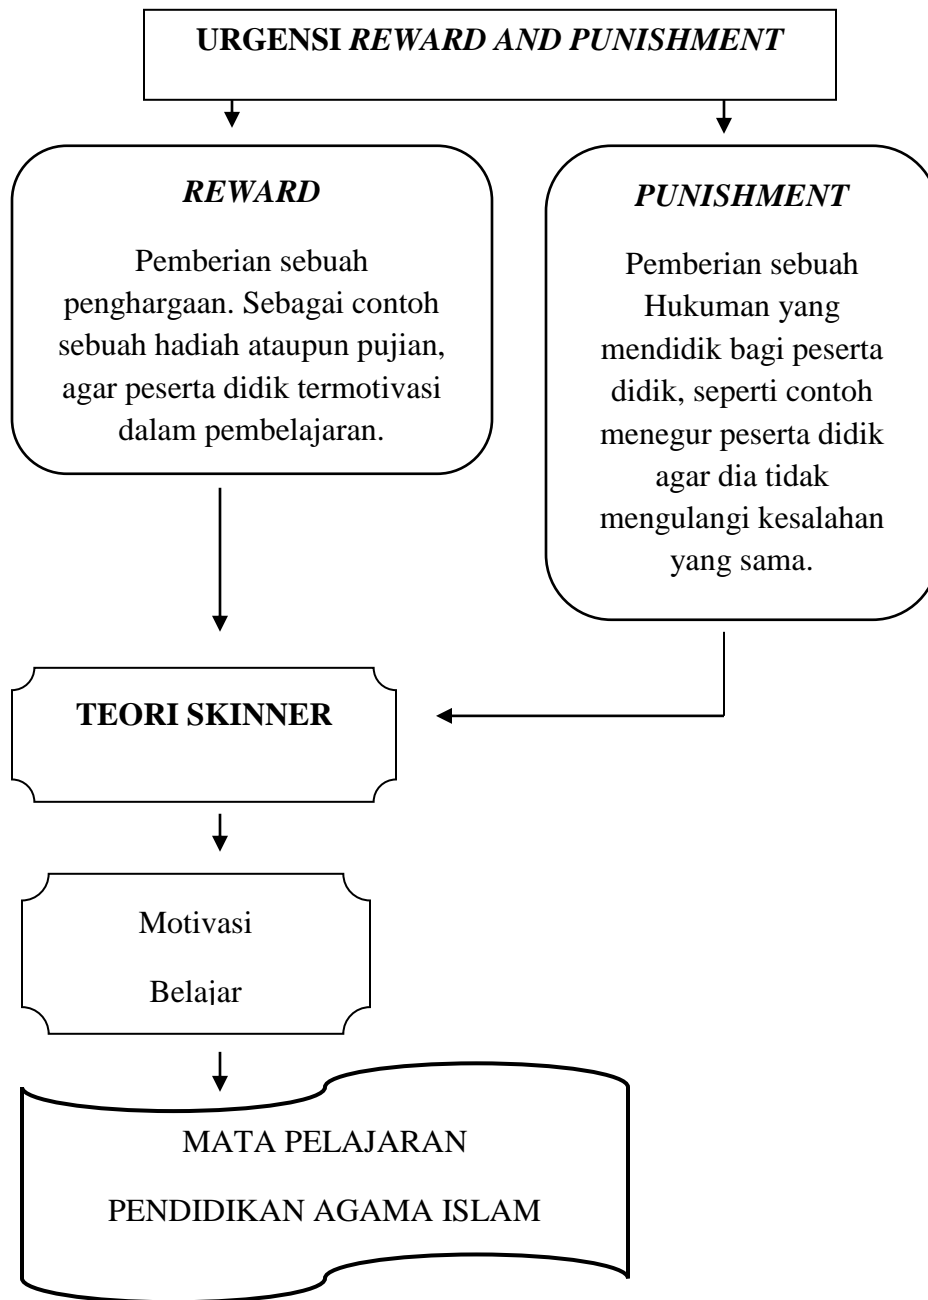 URGENSI REWARD AND PUNISHMENT
REWARD
Pemberian sebuah
penghargaan. Sebagai contoh
sebuah hadiah ataupun pujian,
agar peserta didik termotivasi
dalam pembelajaran.
PUNISHMENT
Pemberian sebuah
Hukuman yang
mendidik bagi peserta
didik, seperti contoh
menegur peserta didik
agar dia tidak
mengulangi kesalahan
yang sama.
TEORI SKINNER
Motivasi
Belajar
MATA PELAJARAN
PENDIDIKAN AGAMA ISLAM